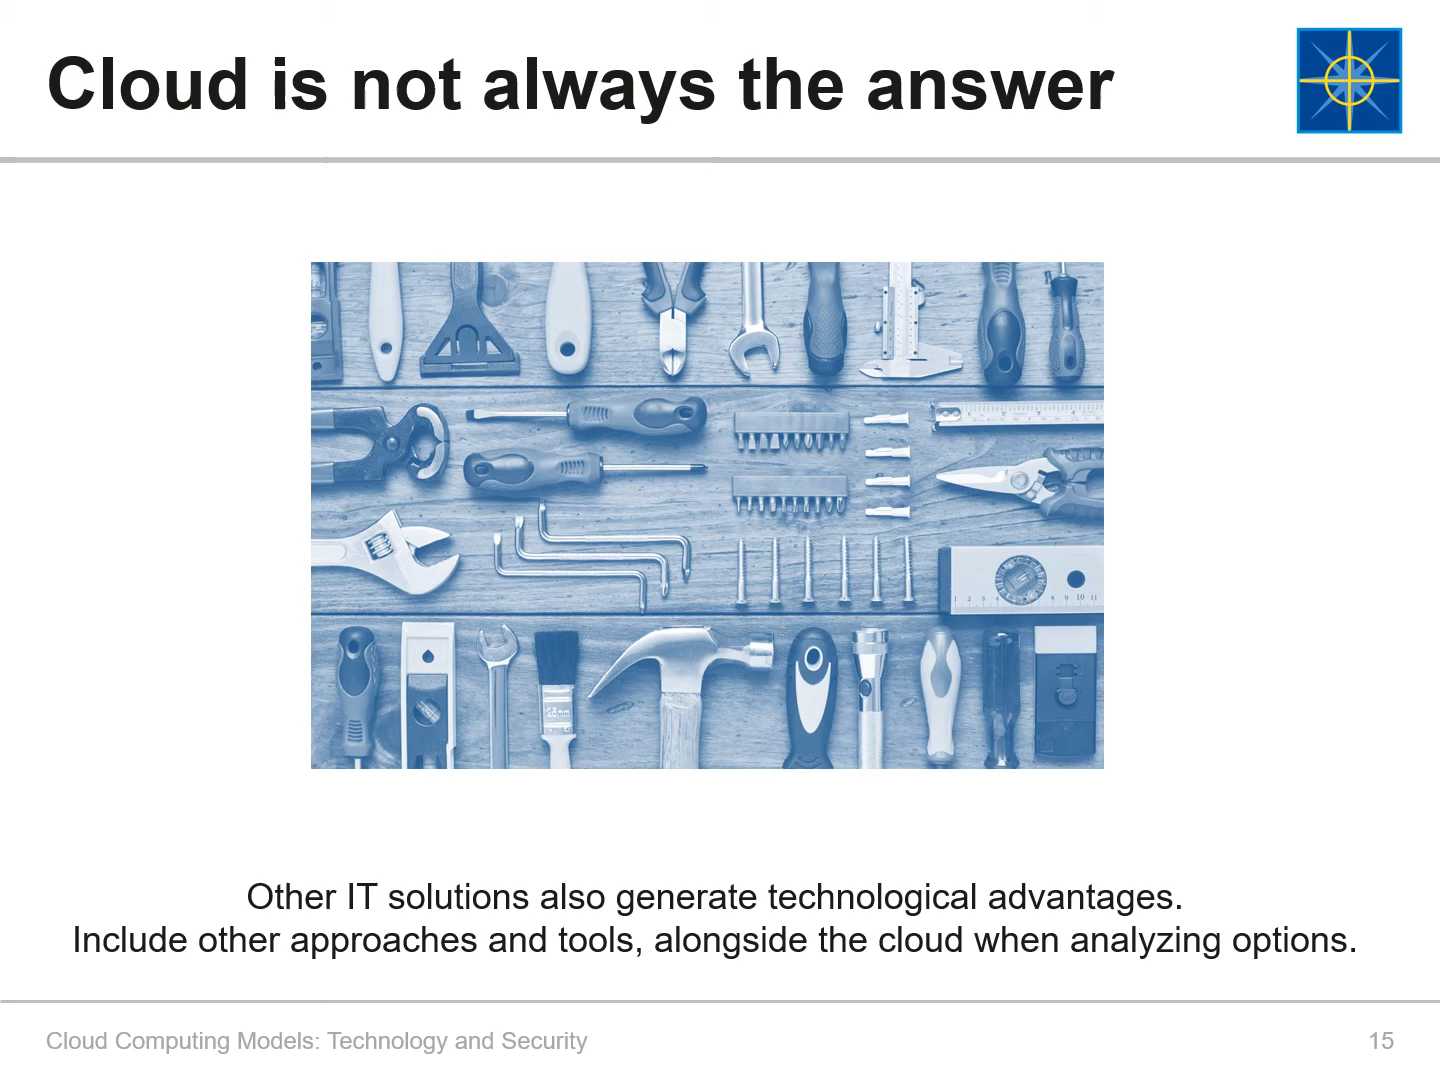 Cloud is not always the answer
Other IT solutions also generate technological advantages.
Include other approaches and tools, alongside the cloud when analyzing options.
Cloud Computing Models: Technology and Security
15